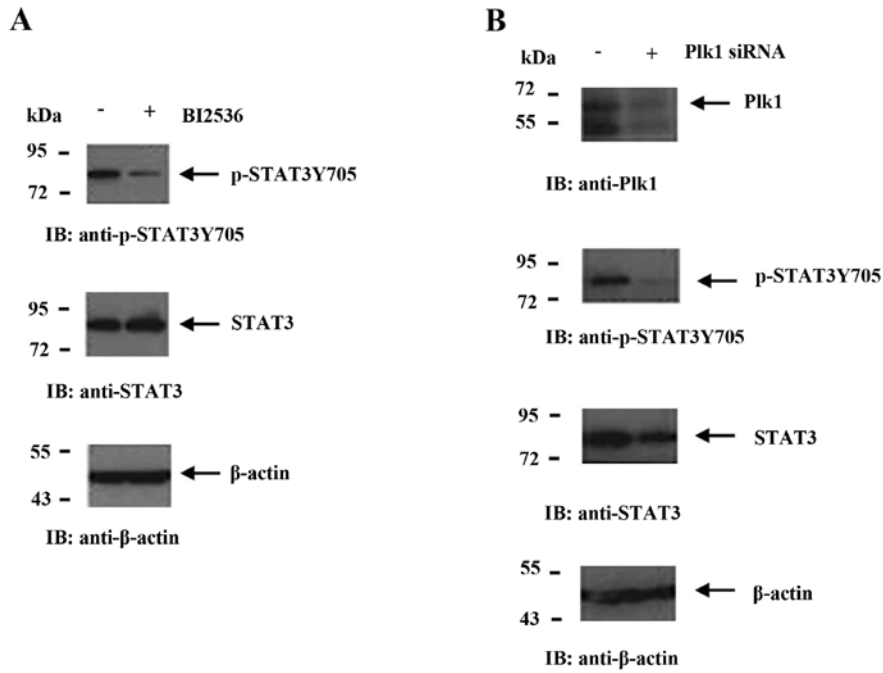 A
kDa - + BI2536
95
72
p-STAT3Y705
IB: anti-p-STAT3Y705
95
72
STAT3
IB: anti-STAT3
55
43
β-actin
IB: anti-β-actin
B
kDa - + Plk1 siRNA
72
55
Plk1
IB: anti-Plk1
95
72
p-STAT3Y705
IB: anti-p-STAT3Y705
95
72
STAT3
IB: anti-STAT3
55
43
β-actin
IB: anti-β-actin